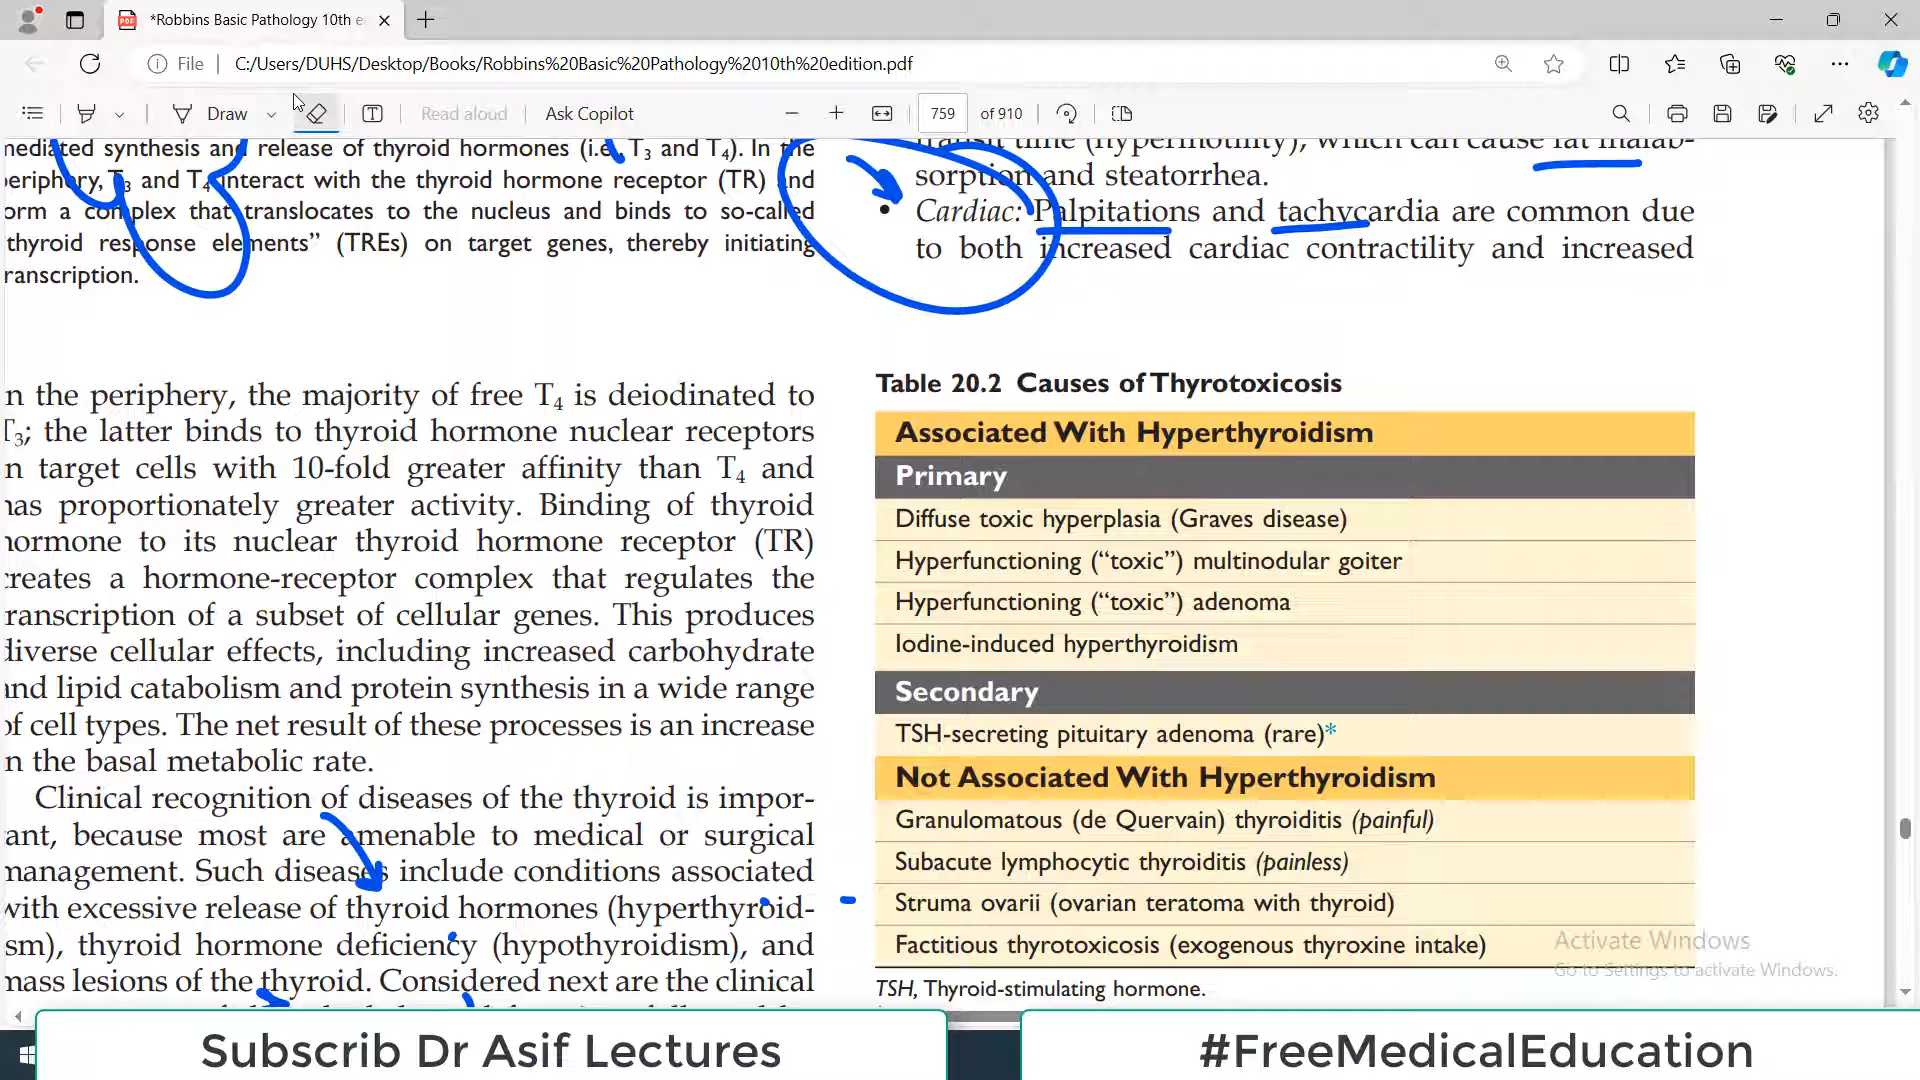 *Robbins Basic Pathology 10th e
File
C:/Users/DUHS/Desktop/Books/Robbins%20Basic%20Pathology%2010th%20edition.pdf
Draw
Read aloud
Ask Copilot
759 of 910
mediated synthesis and release of thyroid hormones (i.e., T3 and T4). In the
periphery, T3 and T4 interact with the thyroid hormone receptor (TR) and
orm a complex that translocates to the nucleus and binds to so-called
thyroid response elements” (TREs) on target genes, thereby initiating
ranscription.
n the periphery, the majority of free T4 is deiodinated to
T3; the latter binds to thyroid hormone nuclear receptors
n target cells with 10-fold greater affinity than T4 and
has proportionately greater activity. Binding of thyroid
hormone to its nuclear thyroid hormone receptor (TR)
creates a hormone-receptor complex that regulates the
ranscription of a subset of cellular genes. This produces
diverse cellular effects, including increased carbohydrate
and lipid catabolism and protein synthesis in a wide range
of cell types. The net result of these processes is an increase
n the basal metabolic rate.
Clinical recognition of diseases of the thyroid is impor-
ant, because most are amenable to medical or surgical
management. Such diseases include conditions associated
with excessive release of thyroid hormones (hyperthyroid-
sm), thyroid hormone deficiency (hypothyroidism), and
mass lesions of the thyroid. Considered next are the clinical
transit time (hypermotility), which can cause fat malab-
sorption and steatorrhea.
• Cardiac: Palpitations and tachycardia are common due
to both increased cardiac contractility and increased
Table 20.2 Causes of Thyrotoxicosis
Associated With Hyperthyroidism
Primary
Diffuse toxic hyperplasia (Graves disease)
Hyperfunctioning (“toxic”) multinodular goiter
Hyperfunctioning (“toxic”) adenoma
Iodine-induced hyperthyroidism
Secondary
TSH-secreting pituitary adenoma (rare)*
Not Associated With Hyperthyroidism
Granulomatous (de Quervain) thyroiditis (painful)
Subacute lymphocytic thyroiditis (painless)
Struma ovarii (ovarian teratoma with thyroid)
Factitious thyrotoxicosis (exogenous thyroxine intake)
TSH, Thyroid-stimulating hormone.
Activate Windows
Go to Settings to activate Windows.
Subscrib Dr Asif Lectures
#FreeMedicalEducation